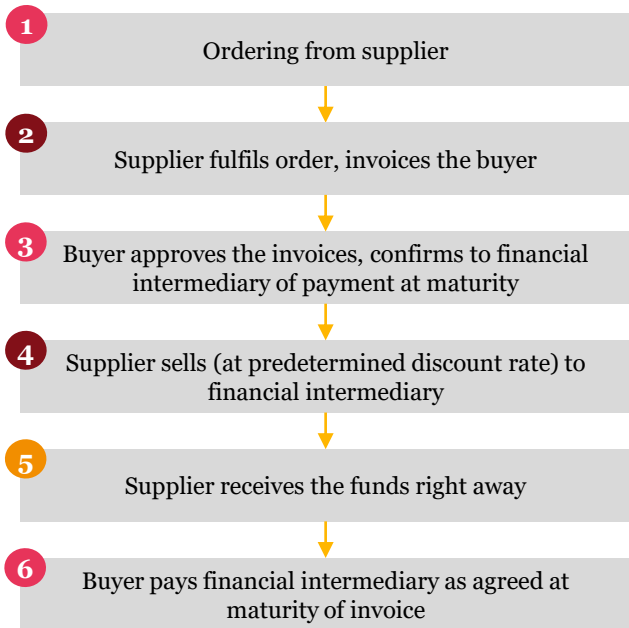 1
Ordering from supplier
2
Supplier fulfils order, invoices the buyer
3
Buyer approves the invoices, confirms to financial
intermediary of payment at maturity
4
Supplier sells (at predetermined discount rate) to
financial intermediary
5
Supplier receives the funds right away
6
Buyer pays financial intermediary as agreed at
maturity of invoice